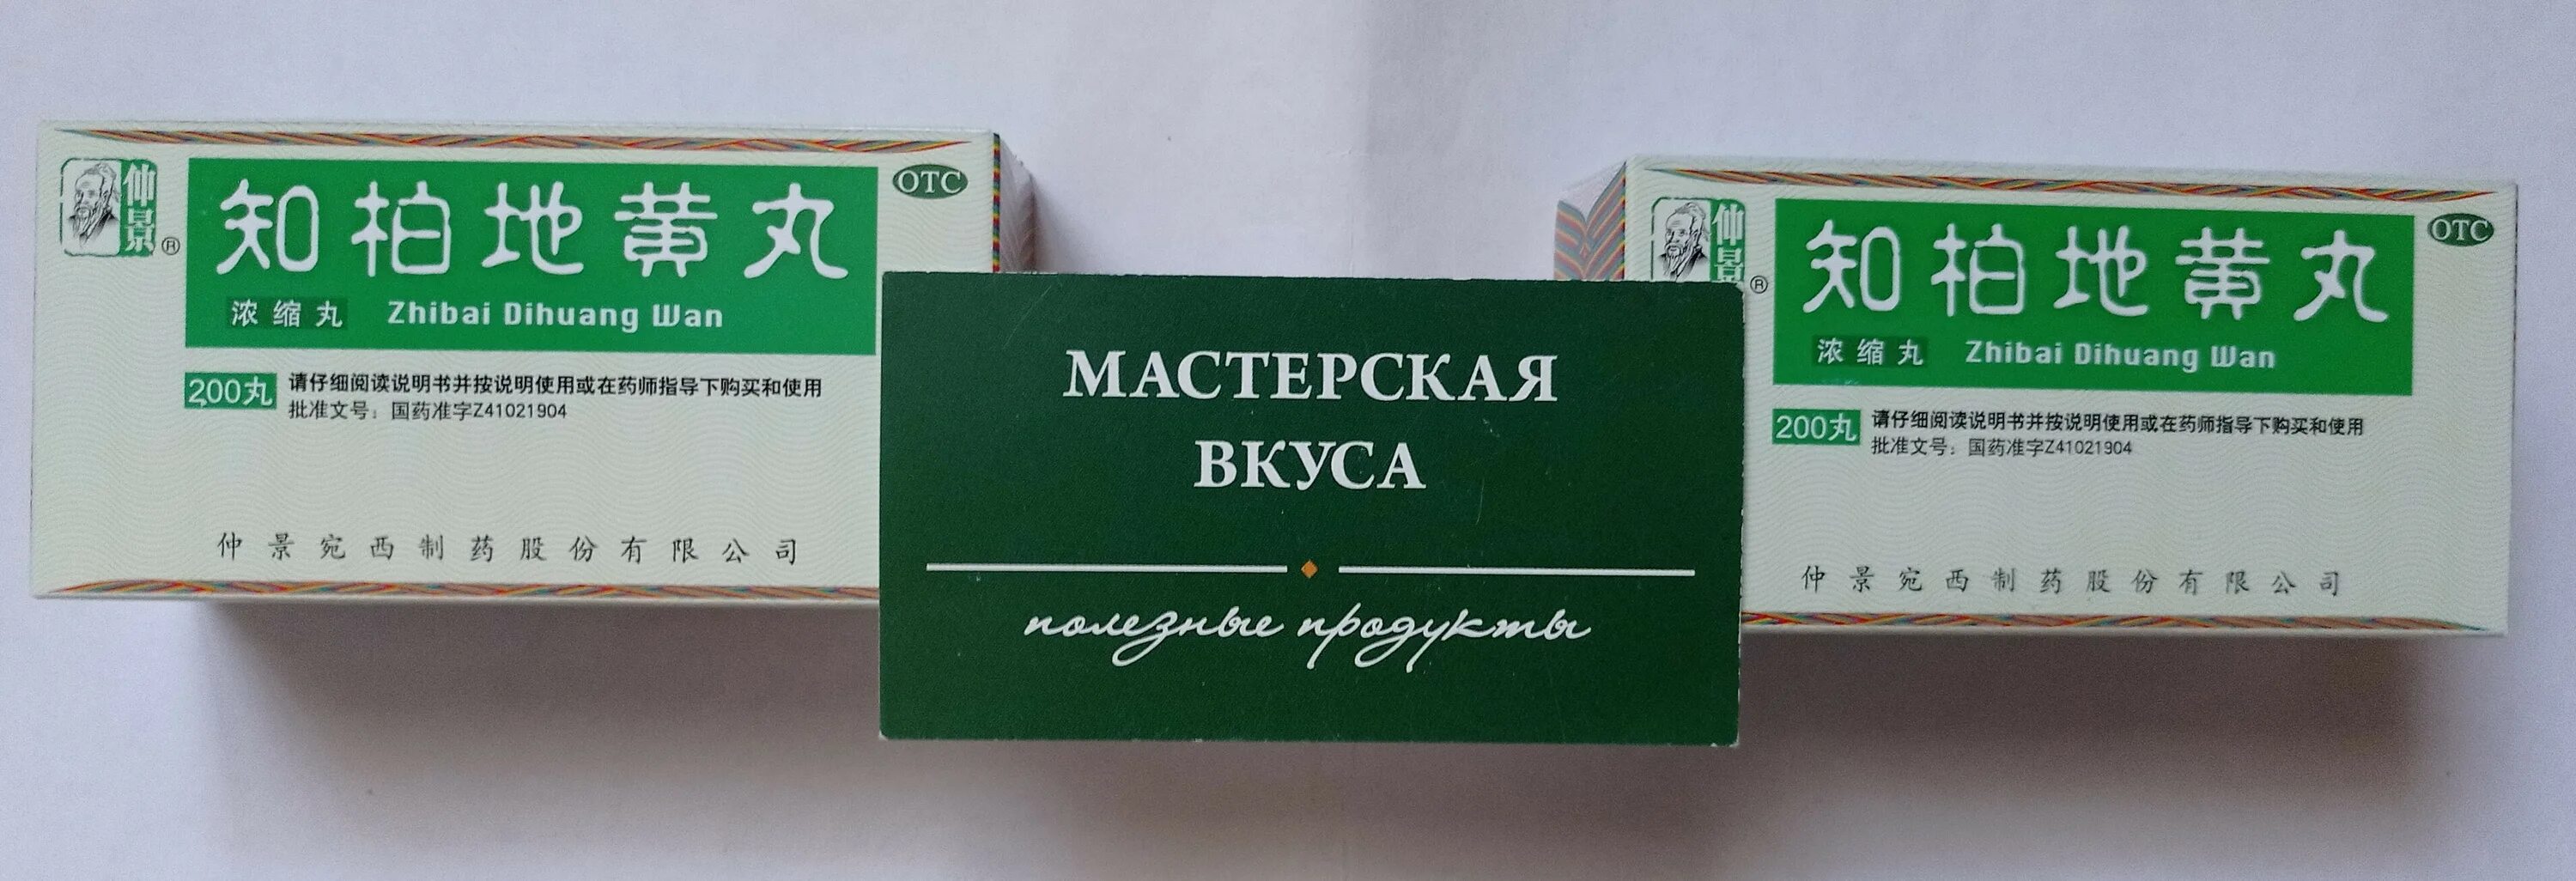 仲景®
知柏地黄丸
OTC
浓缩丸 Zhibai Dihuang Wan
200丸 请仔细阅读说明书并按说明使用或在药师指导下购买和使用
批准文号：国药准字Z41021904
仲景宛西制药股份有限公司
МАСТЕРСКАЯ
ВКУСА
полезные продукты
仲景®
知柏地黄丸
OTC
浓缩丸 Zhibai Dihuang Wan
200丸 请仔细阅读说明书并按说明使用或在药师指导下购买和使用
批准文号：国药准字Z41021904
仲景宛西制药股份有限公司